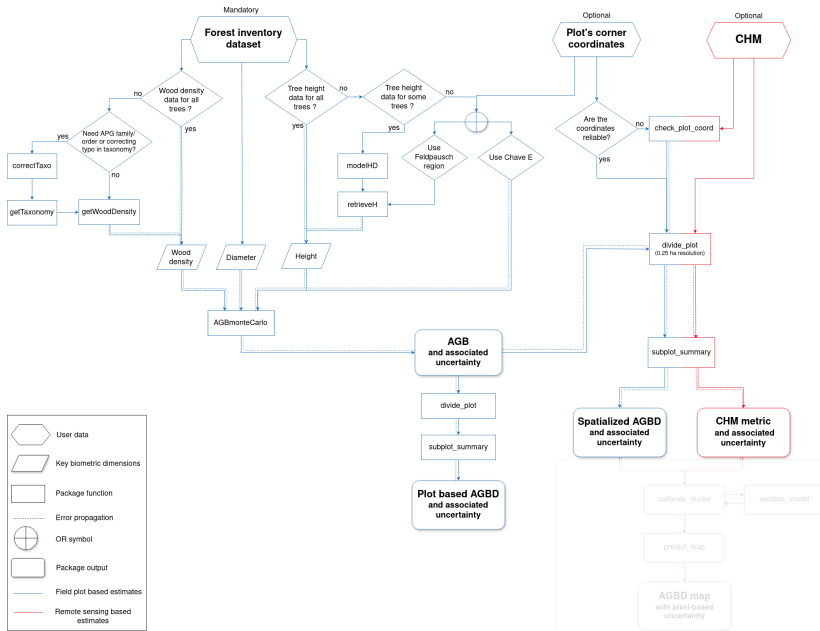 Mandatory
Forest inventory
dataset
Optional
Plot's corner
coordinates
Optional
CHM
Wood density
data for all
trees ?
no
yes
Tree height
data for all
trees ?
no
yes
Tree height
data for some
trees ?
no
yes
Need APG family/
order or correcting
typo in taxonomy?
yes
no
Are the
coordinates
reliable?
no
yes
check_plot_coord
correctTaxo
getTaxonomy
getWoodDensity
modelHD
retrieveH
Use
Feldpausch
region
Use Chave E
Wood
density
Diameter
Height
divide_plot
(0.25 ha resolution)
AGBmonteCarlo
AGB
and associated
uncertainty
subplot_summary
divide_plot
subplot_summary
Plot based AGBD
and associated
uncertainty
Spatialized AGBD
and associated
uncertainty
CHM metric
and associated
uncertainty
calibrate_model
validate_model
predict_map
AGBD map
with pixel-based
uncertainty
User data
Key biometric dimensions
Package function
Error propagation
OR symbol
Package output
Field plot based estimates
Remote sensing based
estimates